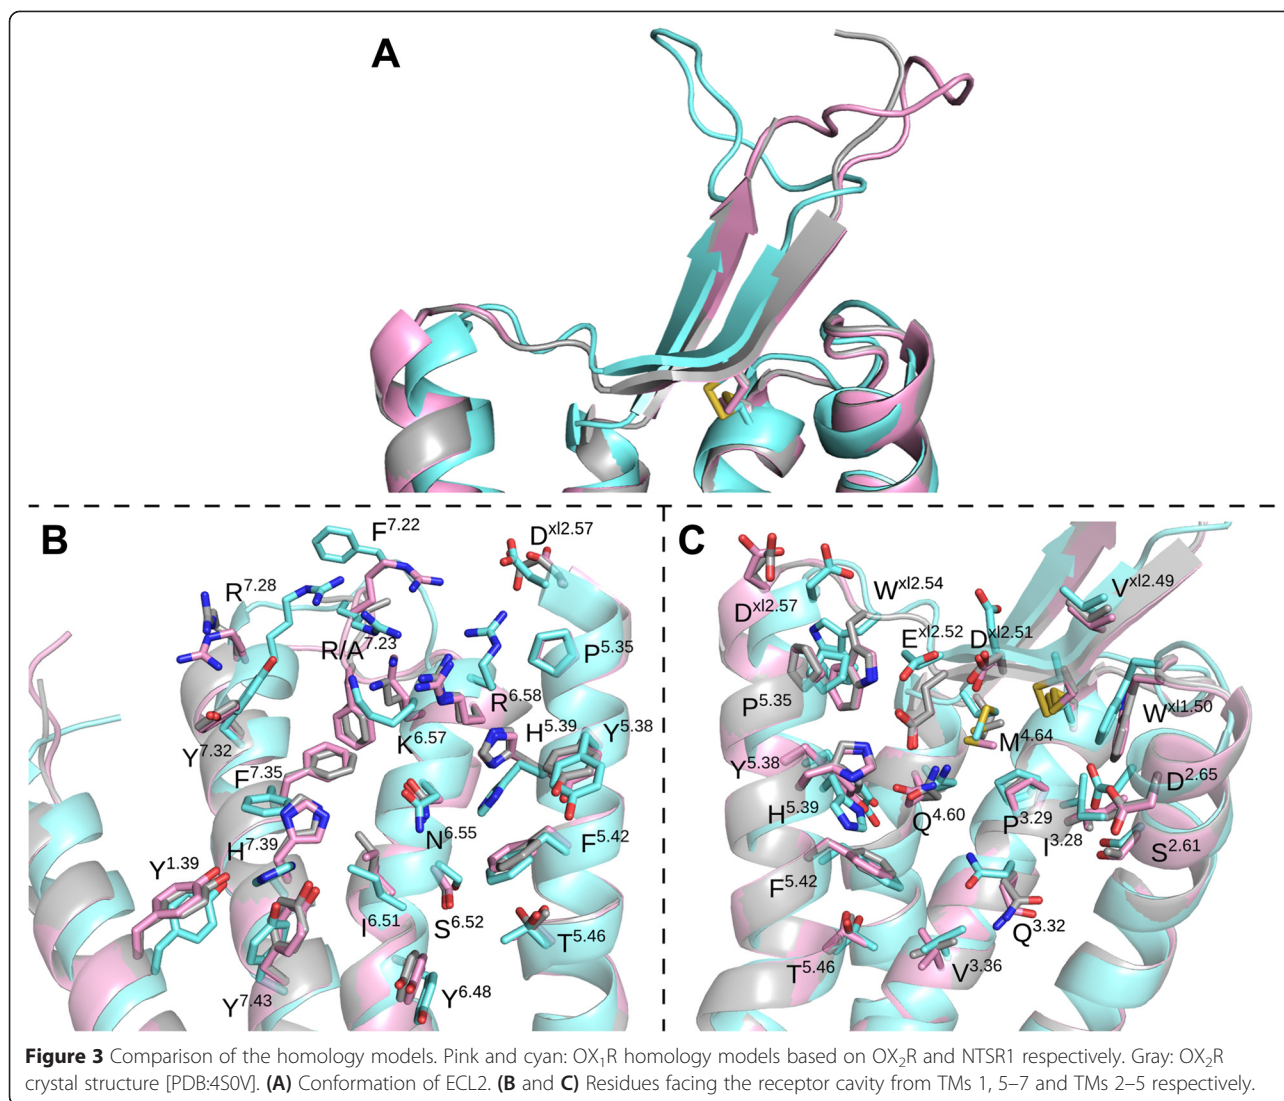 A
B
F7.22
Dxl2.57
R7.28
R/A7.23
P5.35
R6.58
Y7.32
K6.57
H5.39
Y5.38
F7.35
N6.55
F5.42
H7.39
Y1.39
I6.51
S6.52
T5.46
Y7.43
Y6.48
C
Wxl2.54
Vxl2.49
Dxl2.57
Exl2.52
Dxl2.51
P5.35
Wxl1.50
M4.64
Y5.38
D2.65
H5.39
Q4.60
P3.29
I3.28
S2.61
F5.42
Q3.32
T5.46
V3.36
Figure 3 Comparison of the homology models. Pink and cyan: OX1R homology models based on OX2R and NTSR1 respectively. Gray: OX2R
crystal structure [PDB:4S0V]. (A) Conformation of ECL2. (B and C) Residues facing the receptor cavity from TMs 1, 5–7 and TMs 2–5 respectively.